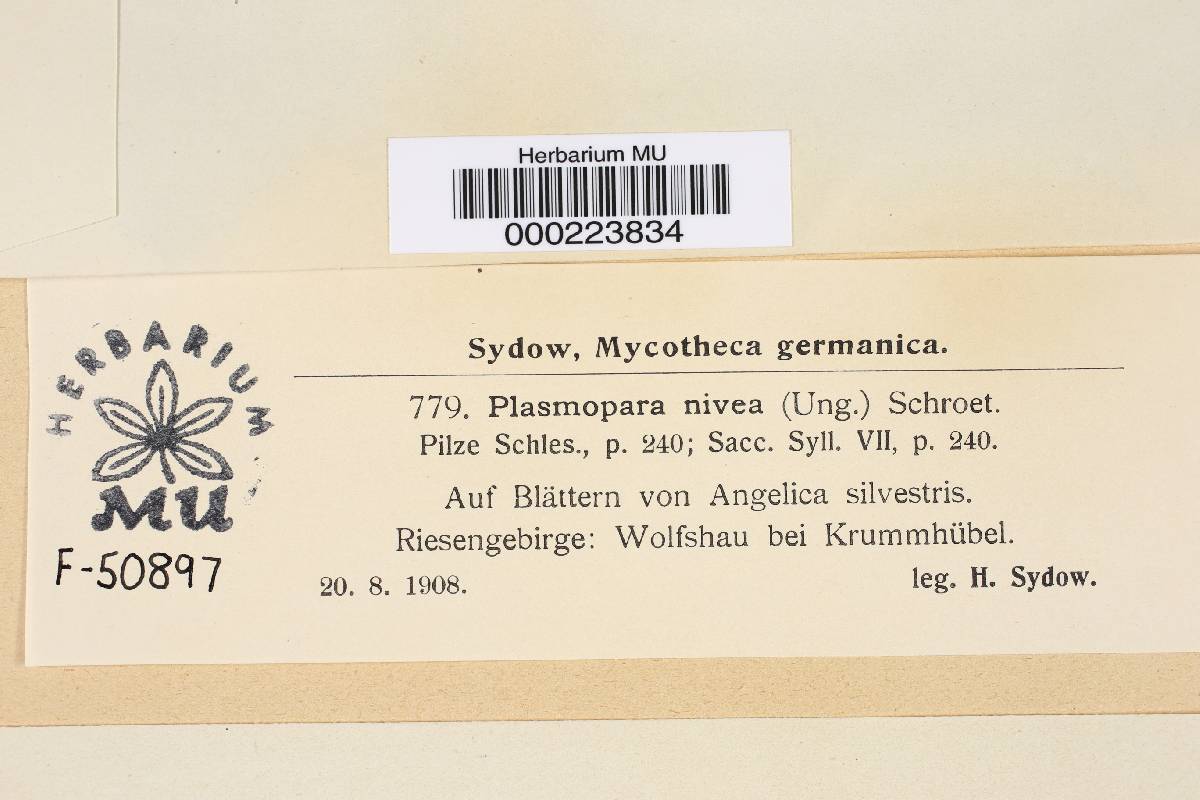 Herbarium MU
000223834
HERBARIUM
MU
F-50897
Sydow, Mycotheca germanica.
779. Plasmopara nivea (Ung.) Schroet.
Pilze Schles., p. 240; Sacc. Syll. VII, p. 240.
Auf Blättern von Angelica silvestris.
Riesengebirge: Wolfshau bei Krummhübel.
20. 8. 1908. leg. H. Sydow.